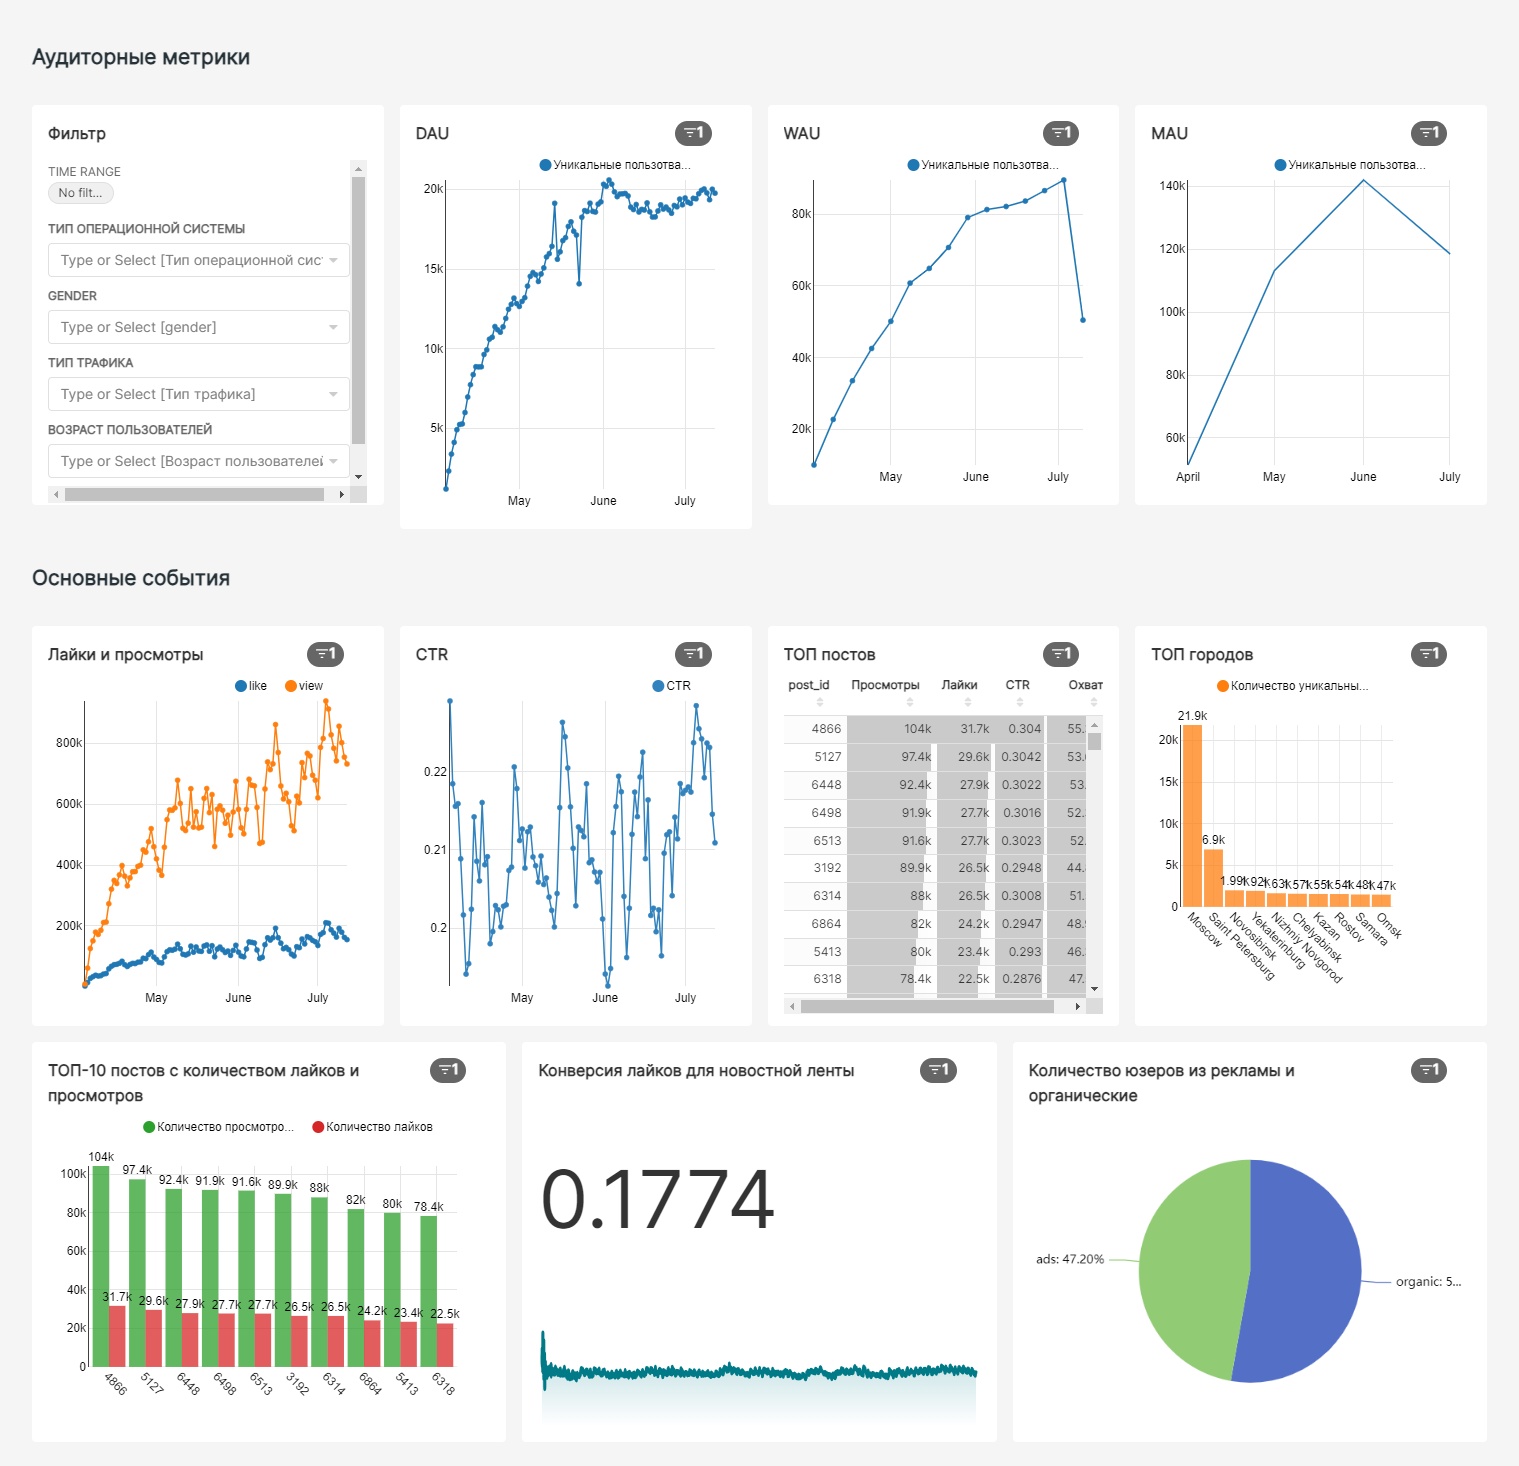 Аудиторные метрики
Фильтр
TIME RANGE
No filt...
ТИП ОПЕРАЦИОННОЙ СИСТЕМЫ
Type or Select [Тип операционной сис
GENDER
Type or Select [gender]
ТИП ТРАФИКА
Type or Select [Тип трафика]
ВОЗРАСТ ПОЛЬЗОВАТЕЛЕЙ
Type or Select [Возраст пользователей
DAU
1
Уникальные пользотва...
20k
15k
10k
5k
May June July
WAU
1
Уникальные пользотва...
80k
60k
40k
20k
May June July
MAU
1
Уникальные пользотва...
140k
120k
100k
80k
60k
April May June July
Основные события
Лайки и просмотры
1
like view
800k
600k
400k
200k
May June July
CTR
1
CTR
0.22
0.21
0.2
May June July
ТОП постов
1
post_id Просмотры Лайки CTR Охват
4866 104k 31.7k 0.304 55.
5127 97.4k 29.6k 0.3042 53.
6448 92.4k 27.9k 0.3022 53.
6498 91.9k 27.7k 0.3016 52.
6513 91.6k 27.7k 0.3023 52.
3192 89.9k 26.5k 0.2948 44.
6314 88k 26.5k 0.3008 51.
6864 82k 24.2k 0.2947 48.
5413 80k 23.4k 0.293 46.
6318 78.4k 22.5k 0.2876 47.
ТОП городов
1
Количество уникальны...
21.9k
20k
15k
10k
5k
0
6.9k
1.99k
1.92k
1.63k
1.57k
1.55k
1.54k
1.48k
1.47k
Moscow
Saint Petersburg
Novosibirsk
Yekaterinburg
Nizhniy Novgorod
Chelyabinsk
Kazan
Rostov
Samara
Omsk
ТОП-10 постов с количеством лайков и
просмотров
1
Количество просмотро... Количество лайков
100k
80k
60k
40k
20k
0
104k 97.4k 92.4k 91.9k 91.6k 89.9k 88k 82k 80k 78.4k
31.7k 29.6k 27.9k 27.7k 27.7k 26.5k 26.5k 24.2k 23.4k 22.5k
4866 5127 6448 6498 6513 3192 6314 6864 5413 6318
Конверсия лайков для новостной ленты
1
0.1774
Количество юзеров из рекламы и
органические
1
ads: 47.20%
organic: 5...